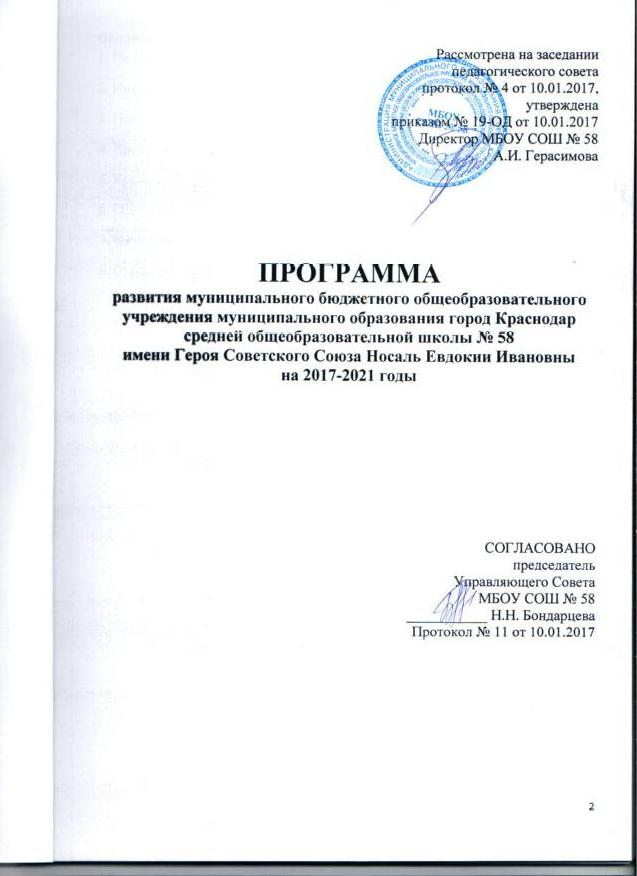 Рассмотрена на заседании
педагогического совета
протокол № 4 от 10.01.2017,
утверждена
приказом № 19-ОД от 10.01.2017
Директор МБОУ СОШ № 58
А.И. Герасимова
МБОУ
ПРОГРАММА
развития муниципального бюджетного общеобразовательного
учреждения муниципального образования город Краснодар
средней общеобразовательной школы № 58
имени Героя Советского Союза Носаль Евдокии Ивановны
на 2017-2021 годы
СОГЛАСОВАНО
председатель
Управляющего Совета
МБОУ СОШ № 58
____________ Н.Н. Бондарцева
Протокол № 11 от 10.01.2017
2